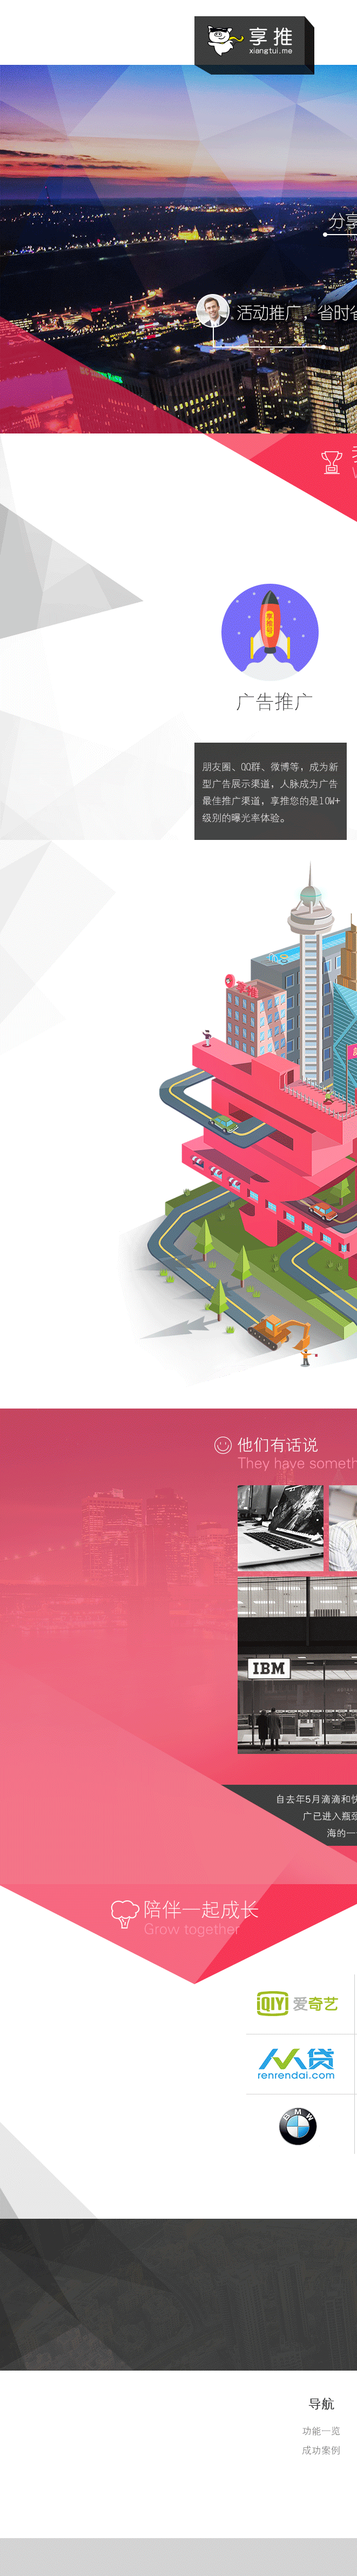 享推
xiangtui.me
分享
活动推广，省时省
广告推广
朋友圈、QQ群、微博等，成为新
型广告展示渠道，人脉成为广告
最佳推广渠道，享推您的是10W+
级别的曝光率体验。
享推
他们有话说
They have someth
IBM
自去年5月滴滴和快
广已进入瓶颈
海的一
陪伴一起成长
Grow together
iQIYI 爱奇艺
人人贷
renrendai.com
BMW
导航
功能一览
成功案例